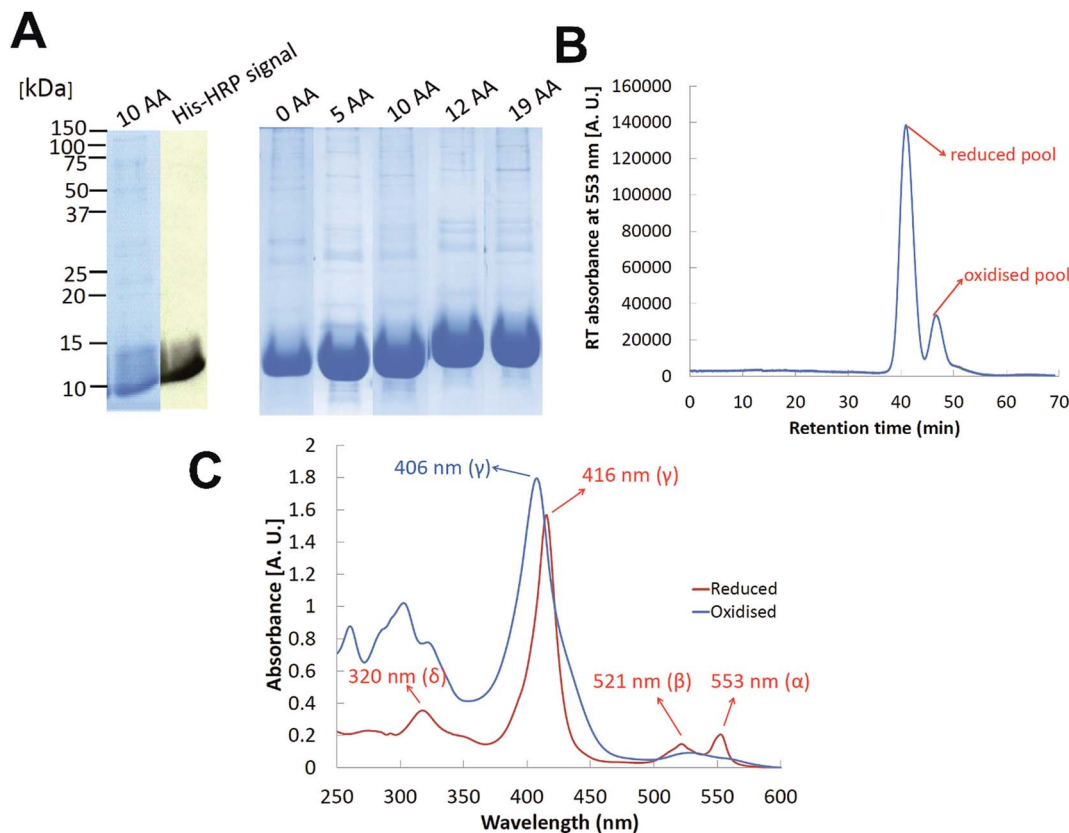 A
[kDa]
10 AA
His-HRP signal
0 AA
5 AA
10 AA
12 AA
19 AA
150
100
75
50
37
25
20
15
10
B
RT absorbance at 553 nm [A. U.]
160000
140000
120000
100000
80000
60000
40000
20000
0
reduced pool
oxidised pool
0 10 20 30 40 50 60 70
Retention time (min)
C
Absorbance [A. U.]
2
1.8
1.6
1.4
1.2
1
0.8
0.6
0.4
0.2
0
406 nm (γ)
416 nm (γ)
Reduced
Oxidised
320 nm (δ)
521 nm (β)
553 nm (α)
250 300 350 400 450 500 550 600
Wavelength (nm)